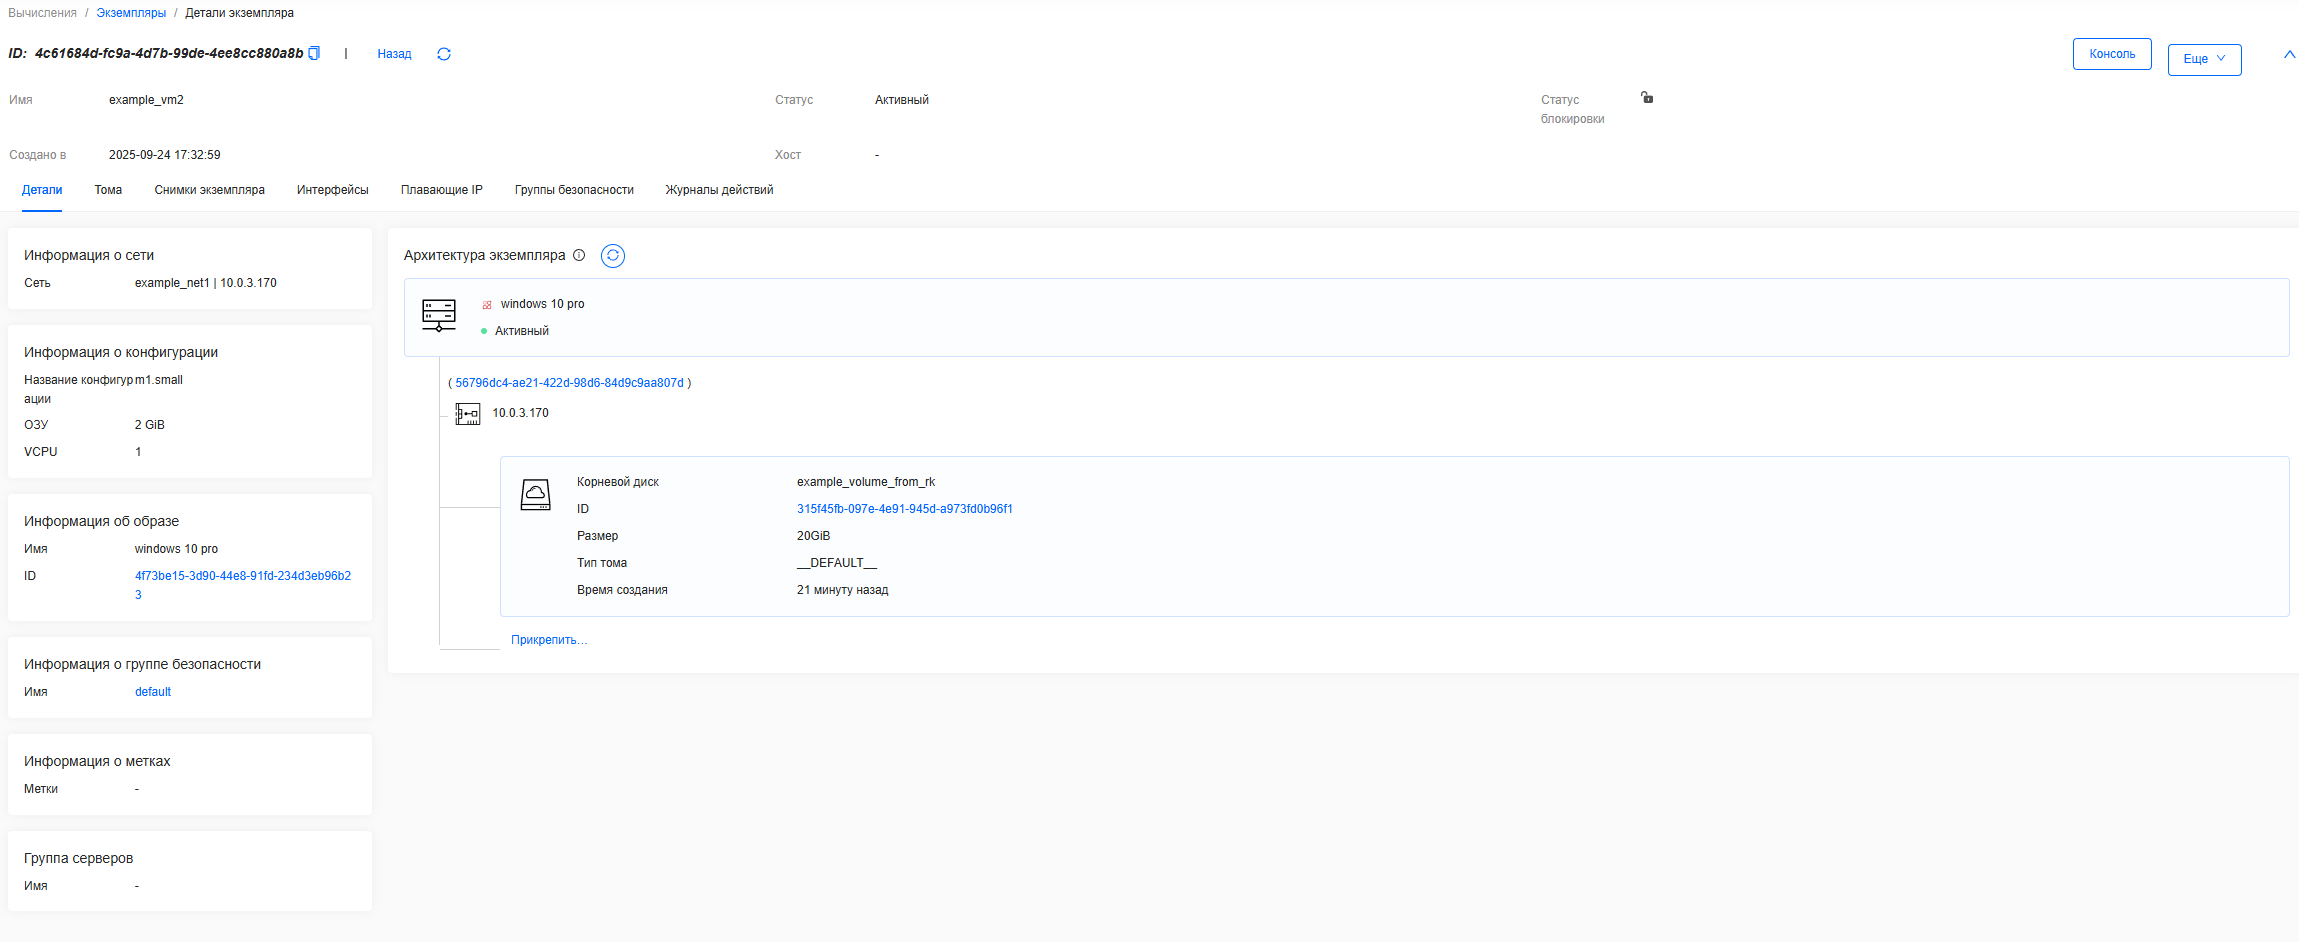 Вычисления / Экземпляры / Детали экземпляра
ID: 4c61684d-fc9a-4d7b-99de-4ee8cc880a8b | Назад
Консоль
Еще
Имя example_vm2
Статус Активный
Статус
блокировки
Создано в 2025-09-24 17:32:59
Хост -
Детали Тома Снимки экземпляра Интерфейсы Плавающие IP Группы безопасности Журналы действий
Информация о сети
Сеть example_net1 | 10.0.3.170
Информация о конфигурации
Название конфигур m1.small
ации
ОЗУ 2 GiB
VCPU 1
Информация об образе
Имя windows 10 pro
ID 4f73be15-3d90-44e8-91fd-234d3eb96b2
3
Информация о группе безопасности
Имя default
Информация о метках
Метки -
Группа серверов
Имя -
Архитектура экземпляра
windows 10 pro
Активный
( 56796dc4-ae21-422d-98d6-84d9c9aa807d )
10.0.3.170
Корневой диск example_volume_from_rk
ID 315f45fb-097e-4e91-945d-a973fd0b96f1
Размер 20GiB
Тип тома __DEFAULT__
Время создания 21 минуту назад
Прикрепить...